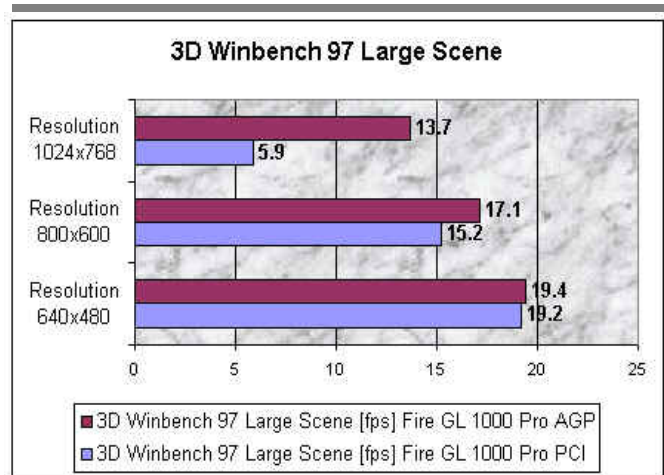 3D Winbench 97 Large Scene
Resolution
1024x768
13.7
5.9
Resolution
800x600
17.1
15.2
Resolution
640x480
19.4
19.2
0 5 10 15 20 25
3D Winbench 97 Large Scene [fps] Fire GL 1000 Pro AGP
3D Winbench 97 Large Scene [fps] Fire GL 1000 Pro PCI